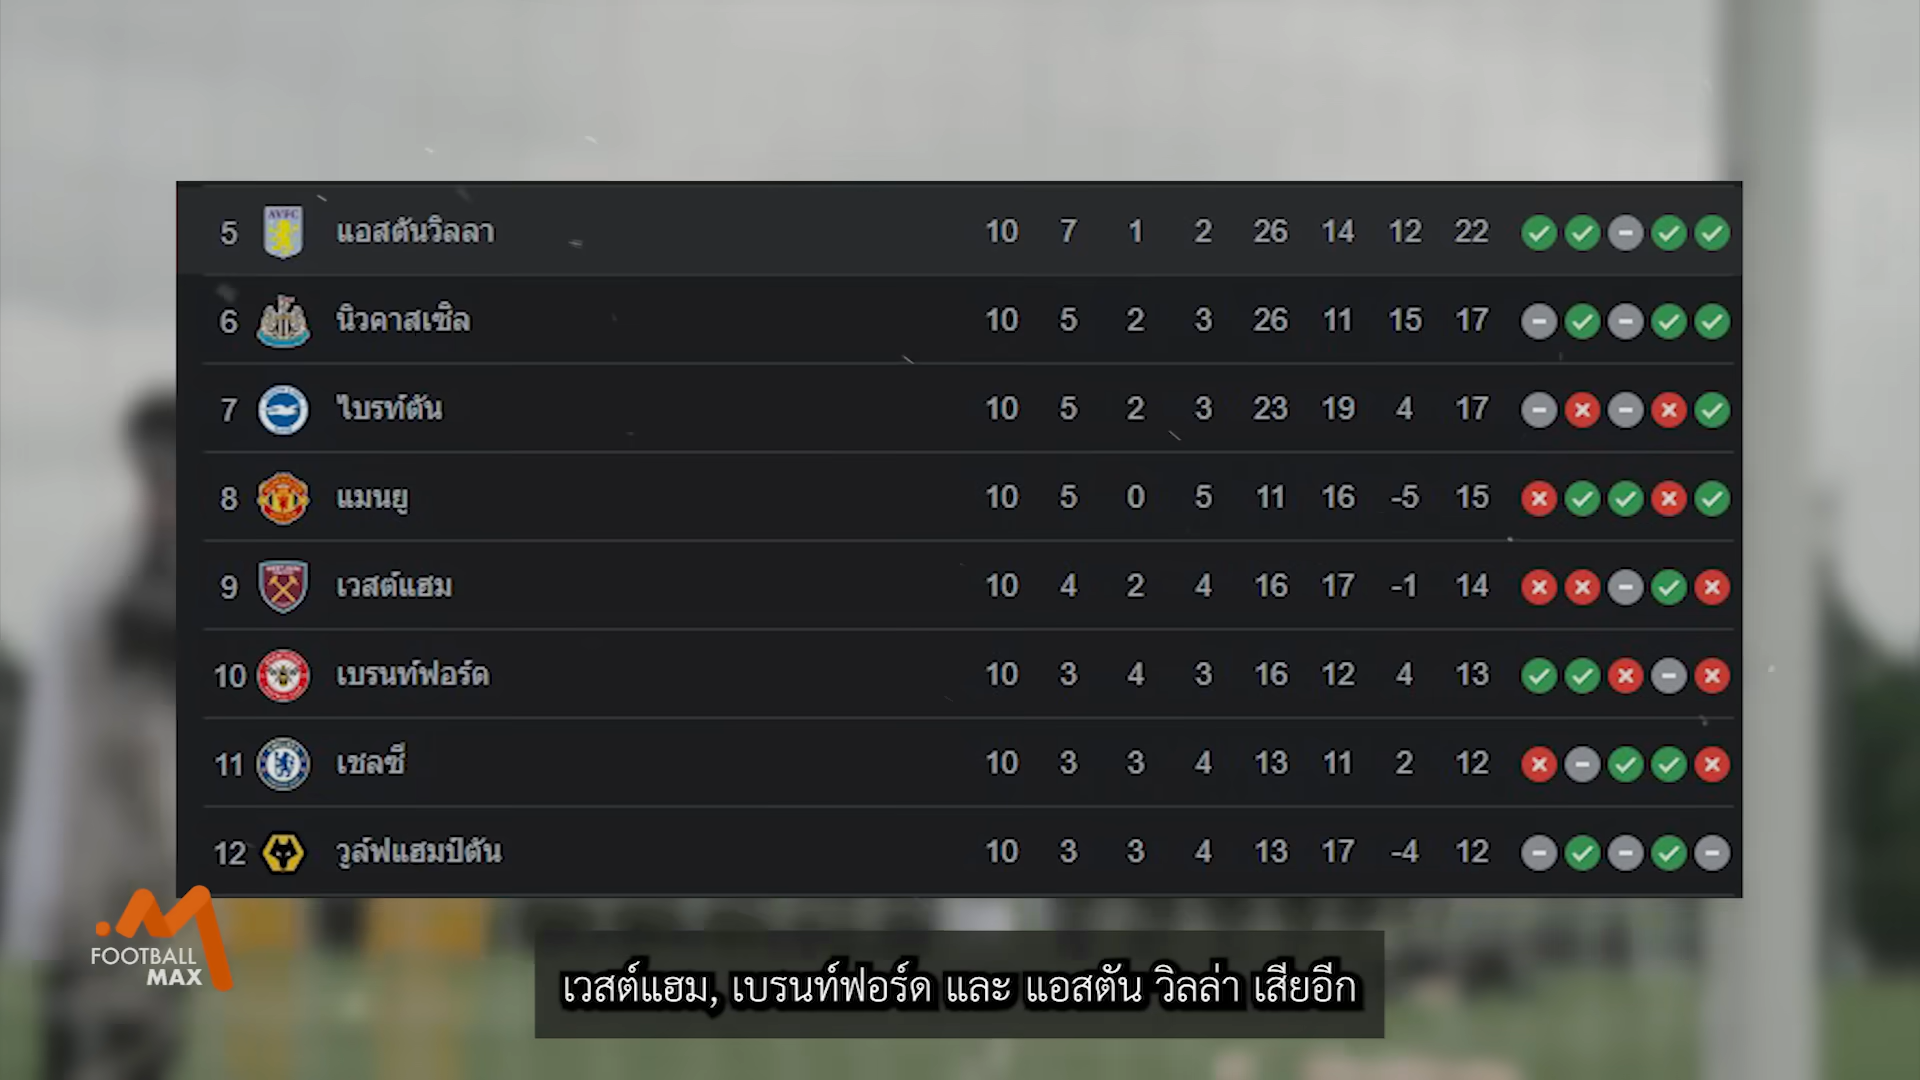 5 AVFC แอสตันวิลลา 10 7 1 2 26 14 12 22
6 นิวคาสเซิล 10 5 2 3 26 11 15 17
7 ไบรท์ตัน 10 5 2 3 23 19 4 17
8 แมนยู 10 5 0 5 11 16 -5 15
9 เวสต์แฮม 10 4 2 4 16 17 -1 14
10 เบรนท์ฟอร์ด 10 3 4 3 16 12 4 13
11 เชลซี 10 3 3 4 13 11 2 12
12 วูล์ฟแฮมป์ตัน 10 3 3 4 13 17 -4 12
FOOTBALL
MAX
เวสต์แฮม, เบรนท์ฟอร์ด และ แอสตัน วิลล่า เสียอีก